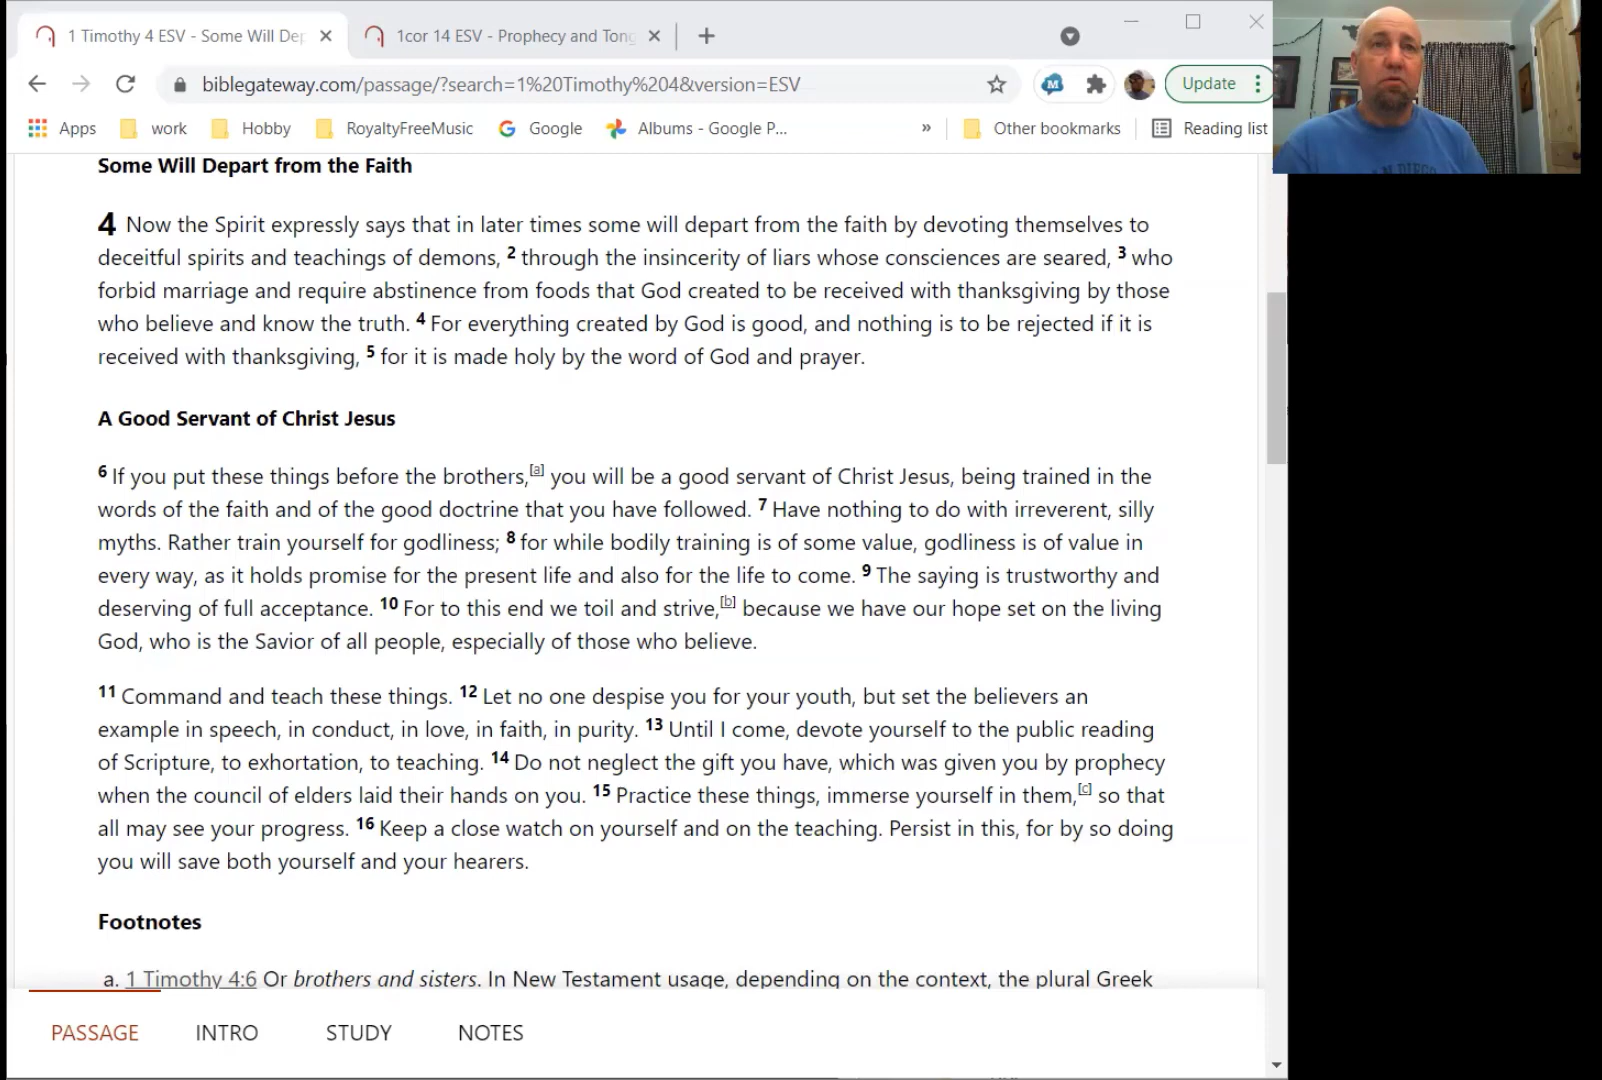 1 Timothy 4 ESV - Some Will Dep
1cor 14 ESV - Prophecy and Tong
biblegateway.com/passage/?search=1%20Timothy%204&version=ESV
M
Update
Apps
work
Hobby
RoyaltyFreeMusic
Google
Albums - Google P...
»
Other bookmarks
Reading list
SAN DIEGO
Some Will Depart from the Faith
4 Now the Spirit expressly says that in later times some will depart from the faith by devoting themselves to
deceitful spirits and teachings of demons, 2 through the insincerity of liars whose consciences are seared, 3 who
forbid marriage and require abstinence from foods that God created to be received with thanksgiving by those
who believe and know the truth. 4 For everything created by God is good, and nothing is to be rejected if it is
received with thanksgiving, 5 for it is made holy by the word of God and prayer.
A Good Servant of Christ Jesus
6 If you put these things before the brothers,[a] you will be a good servant of Christ Jesus, being trained in the
words of the faith and of the good doctrine that you have followed. 7 Have nothing to do with irreverent, silly
myths. Rather train yourself for godliness; 8 for while bodily training is of some value, godliness is of value in
every way, as it holds promise for the present life and also for the life to come. 9 The saying is trustworthy and
deserving of full acceptance. 10 For to this end we toil and strive,[b] because we have our hope set on the living
God, who is the Savior of all people, especially of those who believe.
11 Command and teach these things. 12 Let no one despise you for your youth, but set the believers an
example in speech, in conduct, in love, in faith, in purity. 13 Until I come, devote yourself to the public reading
of Scripture, to exhortation, to teaching. 14 Do not neglect the gift you have, which was given you by prophecy
when the council of elders laid their hands on you. 15 Practice these things, immerse yourself in them,[c] so that
all may see your progress. 16 Keep a close watch on yourself and on the teaching. Persist in this, for by so doing
you will save both yourself and your hearers.
Footnotes
a. 1 Timothy 4:6 Or brothers and sisters. In New Testament usage, depending on the context, the plural Greek
PASSAGE
INTRO
STUDY
NOTES